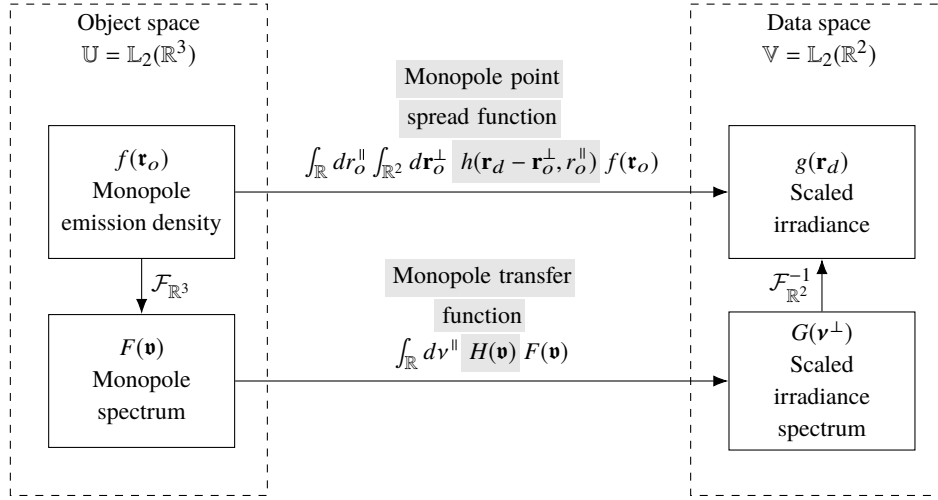 Object space
𝕌 = 𝕃₂(ℝ³)
Data space
𝕍 = 𝕃₂(ℝ²)
Monopole point
spread function
∫_ℝ dr_o^∥ ∫_ℝ² d𝐫_o^⊥ h(𝐫_d − 𝐫_o^⊥, r_o^∥) f(𝖗_o)
f(𝖗_o)
Monopole
emission density
g(𝐫_d)
Scaled
irradiance
ℱ_ℝ³
ℱ_ℝ²^−1
Monopole transfer
function
∫_ℝ dν^∥ H(𝖛) F(𝖛)
F(𝖛)
Monopole
spectrum
G(𝛎^⊥)
Scaled
irradiance
spectrum